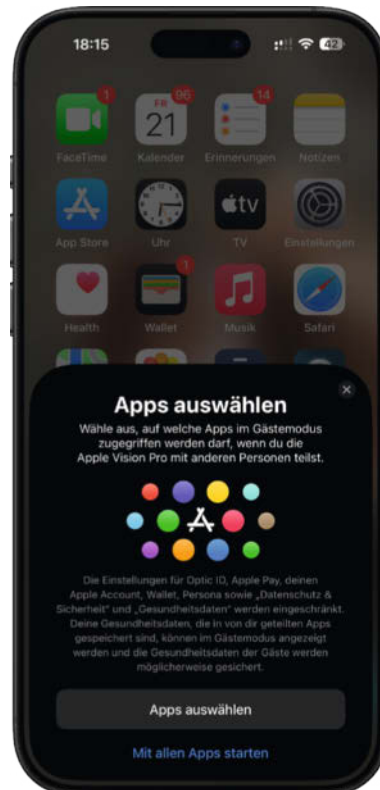 18:15
42
1
96
14
FR
21
FaceTime
Kalender
Erinnerungen
Notizen
tv
App Store
Uhr
TV
Einstellungen
1
Health
Wallet
Musik
Safari
Apps auswählen
Wähle aus, auf welche Apps im Gästemodus
zugegriffen werden darf, wenn du die
Apple Vision Pro mit anderen Personen teilst.
Die Einstellungen für Optic ID, Apple Pay, deinen
Apple Account, Wallet, Persona sowie „Datenschutz &
Sicherheit“ und „Gesundheitsdaten“ werden eingeschränkt.
Deine Gesundheitsdaten, die in von dir geteilten Apps
gespeichert sind, können im Gästemodus angezeigt
werden und die Gesundheitsdaten der Gäste werden
möglicherweise gesichert.
Apps auswählen
Mit allen Apps starten